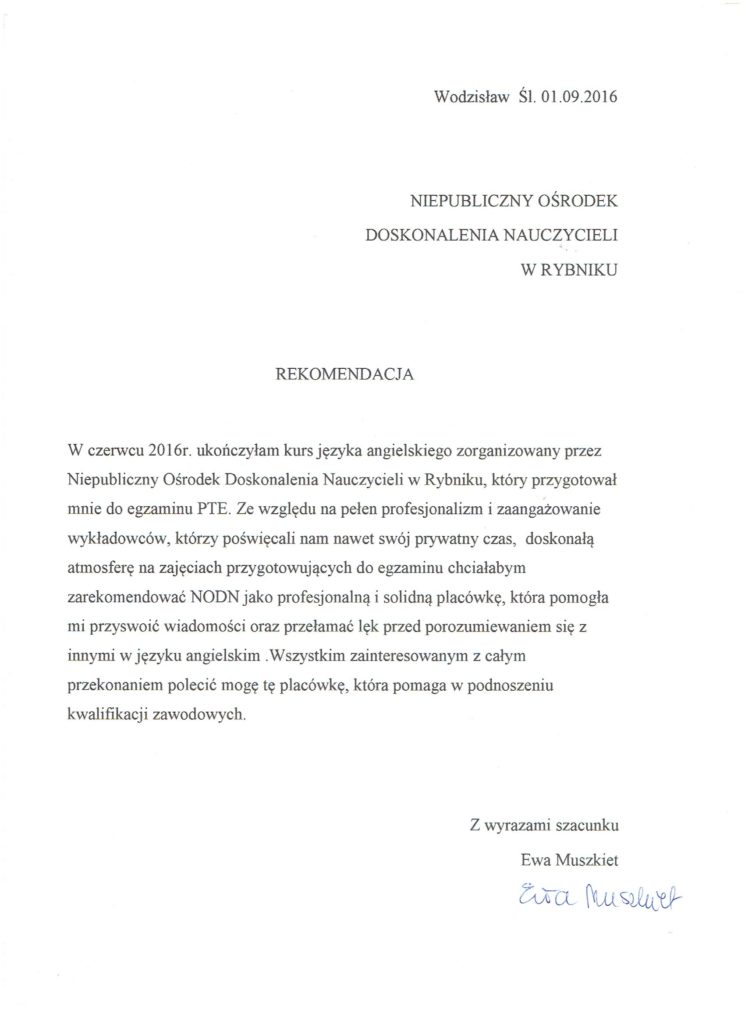 Wodzisław Śl. 01.09.2016
NIEPUBLICZNY OŚRODEK
DOSKONALENIA NAUCZYCIELI
W RYBNIKU
REKOMENDACJA
W czerwcu 2016r. ukończyłam kurs języka angielskiego zorganizowany przez
Niepubliczny Ośrodek Doskonalenia Nauczycieli w Rybniku, który przygotował
mnie do egzaminu PTE. Ze względu na pełen profesjonalizm i zaangażowanie
wykładowców, którzy poświęcali nam nawet swój prywatny czas, doskonałą
atmosferę na zajęciach przygotowujących do egzaminu chciałabym
zarekomendować NODN jako profesjonalną i solidną placówkę, która pomogła
mi przyswoić wiadomości oraz przełamać lęk przed porozumiewaniem się z
innymi w języku angielskim .Wszystkim zainteresowanym z całym
przekonaniem polecić mogę tę placówkę, która pomaga w podnoszeniu
kwalifikacji zawodowych.
Z wyrazami szacunku
Ewa Muszkiet
Ewa Muszkiet